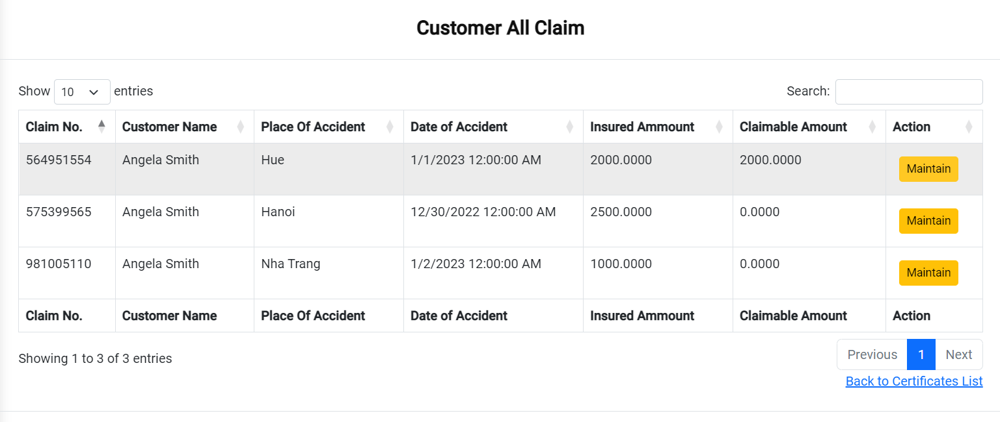 Customer All Claim
Show 10 entries Search:
Claim No. Customer Name Place Of Accident Date of Accident Insured Ammount Claimable Amount Action
564951554 Angela Smith Hue 1/1/2023 12:00:00 AM 2000.0000 2000.0000 Maintain
575399565 Angela Smith Hanoi 12/30/2022 12:00:00 AM 2500.0000 0.0000 Maintain
981005110 Angela Smith Nha Trang 1/2/2023 12:00:00 AM 1000.0000 0.0000 Maintain
Claim No. Customer Name Place Of Accident Date of Accident Insured Ammount Claimable Amount Action
Showing 1 to 3 of 3 entries Previous 1 Next
Back to Certificates List